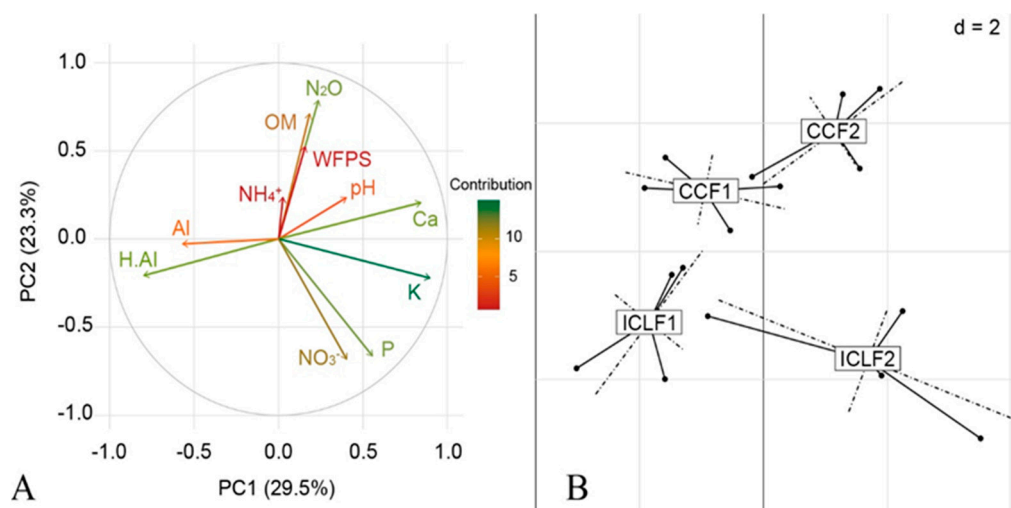 1.0
0.5
0.0
-0.5
-1.0
PC2 (23.3%)
-1.0 -0.5 0.0 0.5 1.0
PC1 (29.5%)
N₂O
OM
WFPS
NH₄⁺
pH
Al
Ca
H.Al
K
NO₃⁻
P
Contribution
10
5
A
d = 2
CCF2
CCF1
ICLF1
ICLF2
B